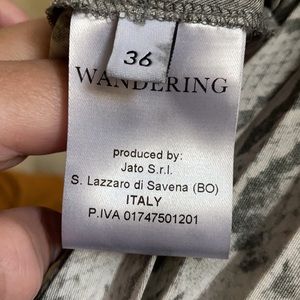 36
WANDERING
produced by:
Jato S.r.l.
S. Lazzaro di Savena (BO)
ITALY
P.IVA 01747501201